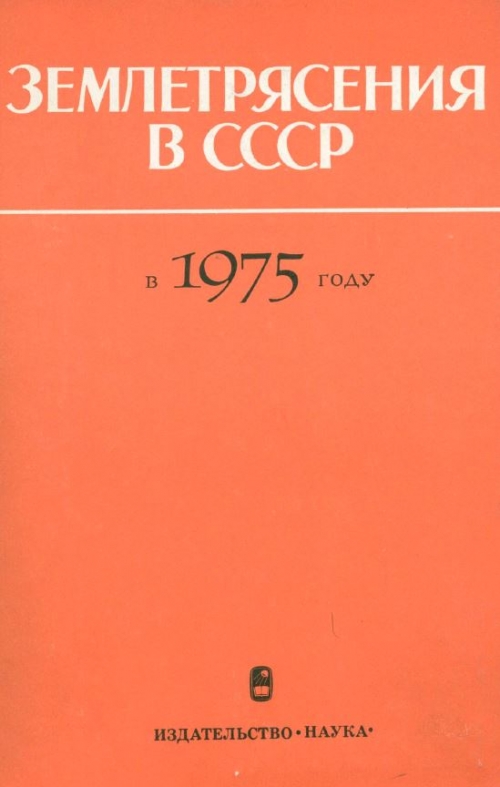 ЗЕМЛЕТРЯСЕНИЯ
В СССР
в 1975 году
ИЗДАТЕЛЬСТВО • НАУКА •